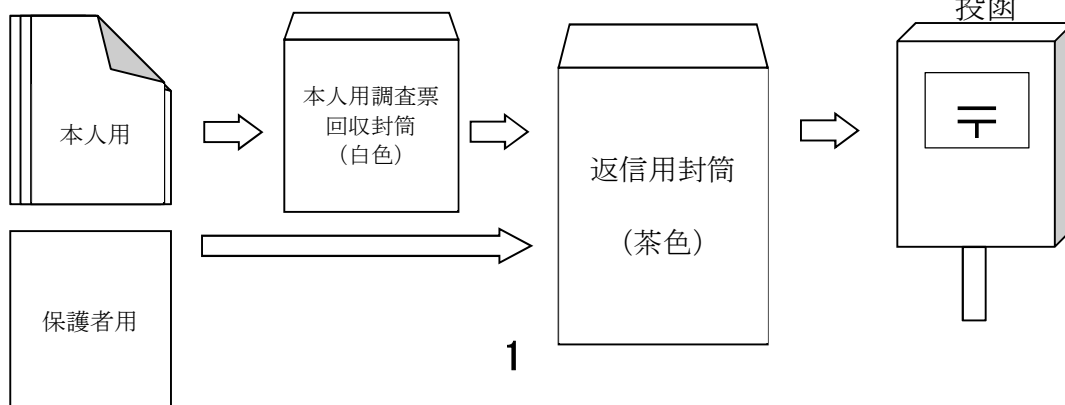 投函
本人用
本人用調査票
回収封筒
（白色）
返信用封筒
（茶色）
〒
保護者用
1